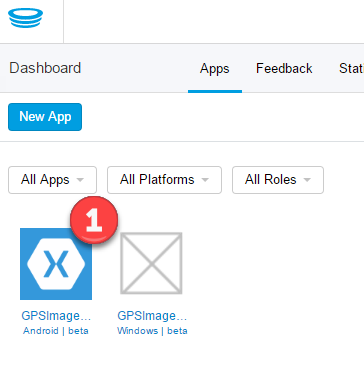 Dashboard
Apps Feedback Stat
New App
All Apps All Platforms All Roles
1
GPSImage... GPSImage...
Android | beta Windows | beta